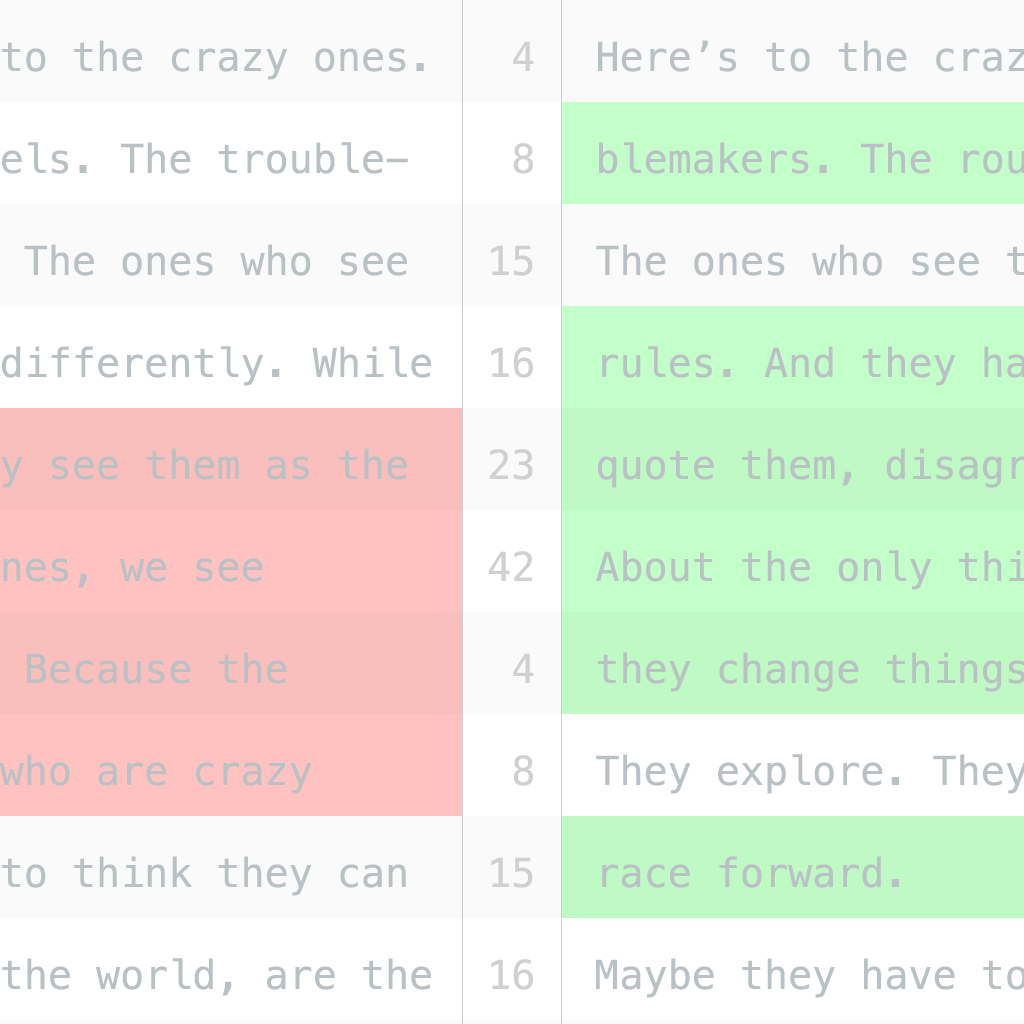 to the crazy ones. 4 Here’s to the craz
els. The trouble– 8 blemakers. The rou
The ones who see 15 The ones who see t
differently. While 16 rules. And they ha
y see them as the 23 quote them, disagr
nes, we see 42 About the only thi
Because the 4 they change things
who are crazy 8 They explore. They
to think they can 15 race forward.
the world, are the 16 Maybe they have to